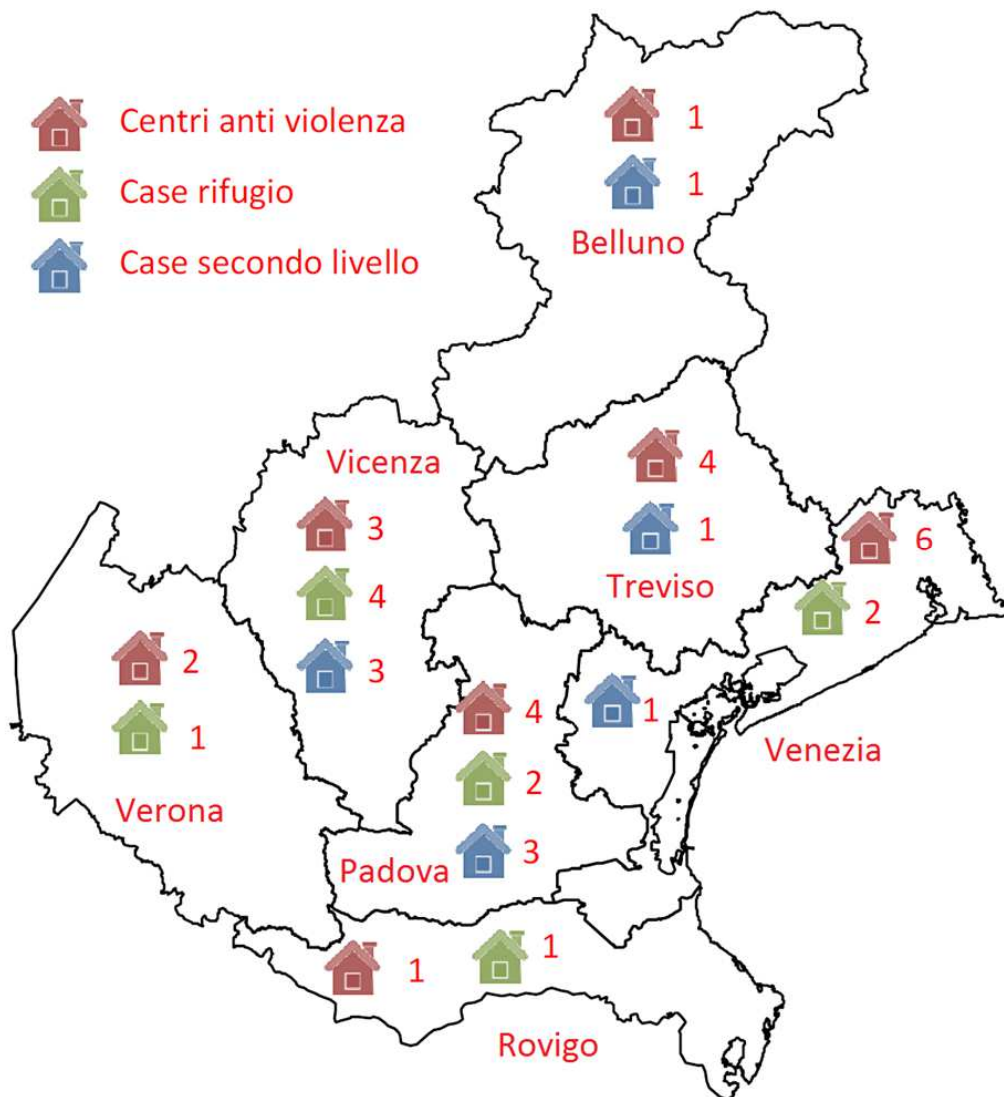 Centri anti violenza
Case rifugio
Case secondo livello
1
1
Belluno
4
1
Treviso
Vicenza
3
4
3
6
2
1
Venezia
2
1
Verona
4
2
3
Padova
1
1
Rovigo